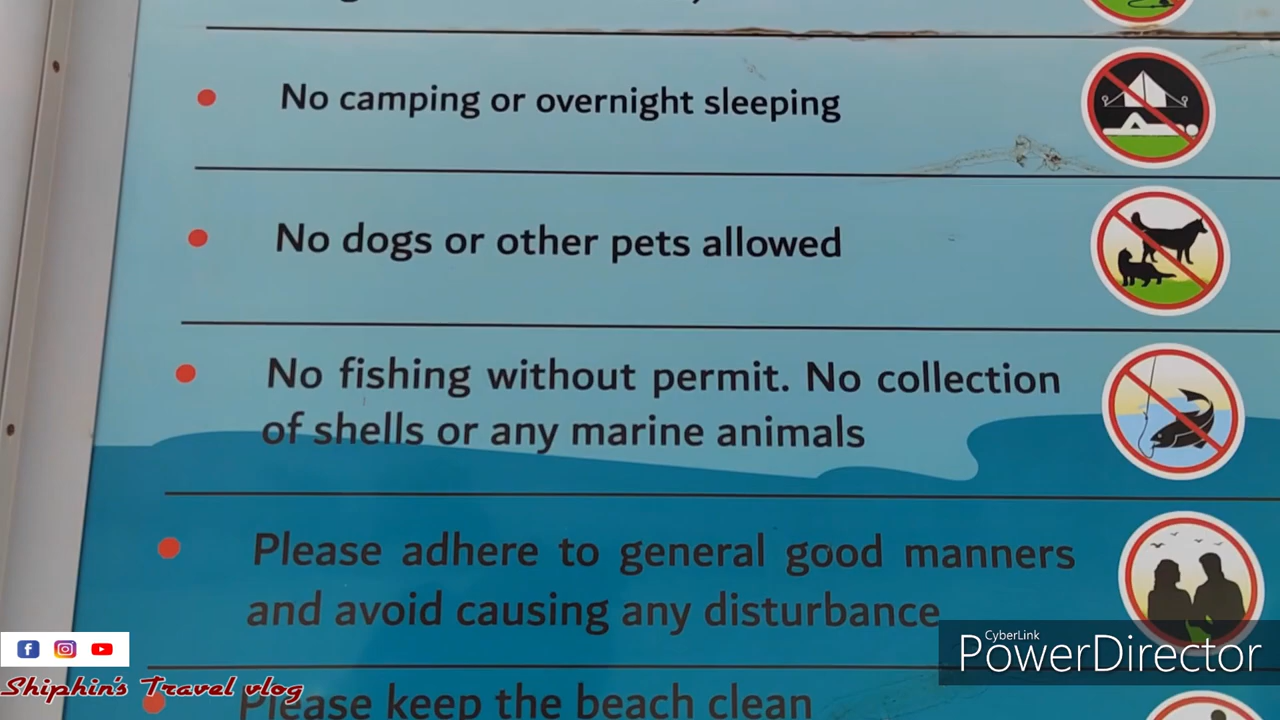 No camping or overnight sleeping
No dogs or other pets allowed
No fishing without permit. No collection
of shells or any marine animals
Please adhere to general good manners
and avoid causing any disturbance
Please keep the beach clean
CyberLink
PowerDirector
Shiphin's Travel vlog